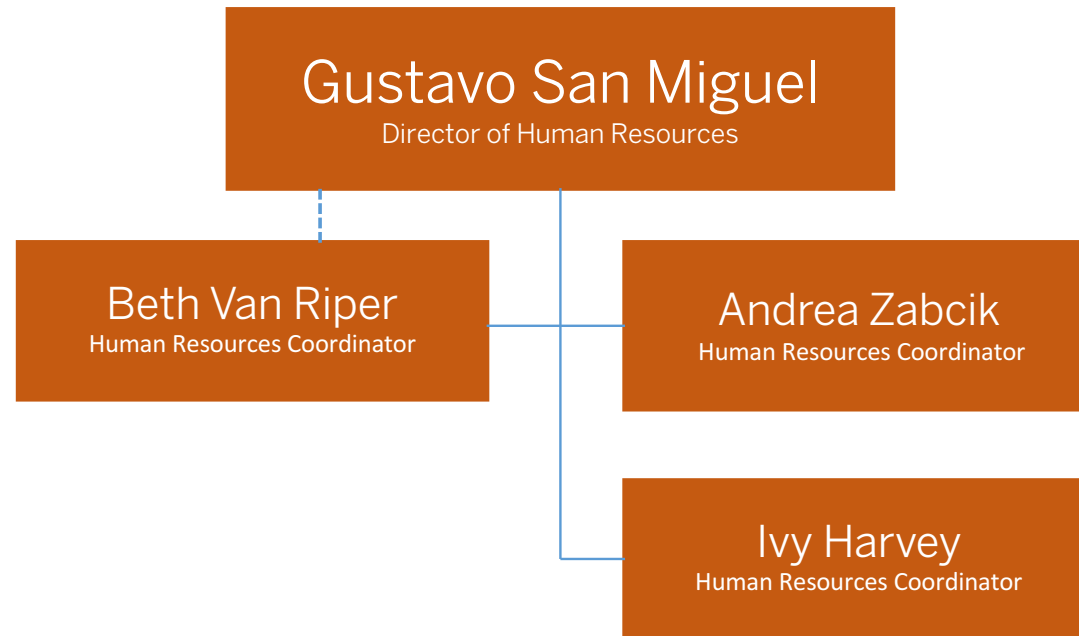 Gustavo San Miguel
Director of Human Resources
Beth Van Riper
Human Resources Coordinator
Andrea Zabcik
Human Resources Coordinator
Ivy Harvey
Human Resources Coordinator